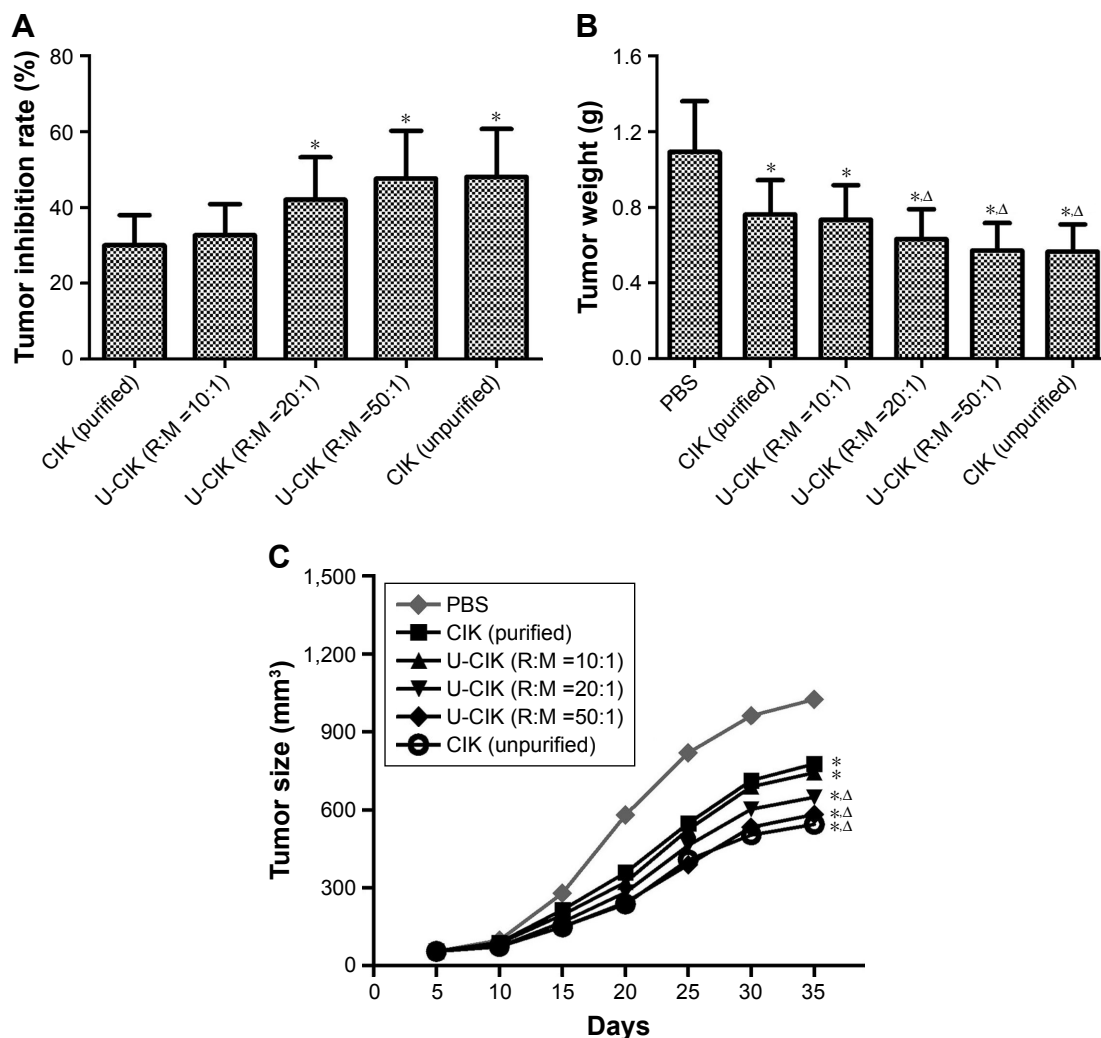 A
Tumor inhibition rate (%)
80
60
40
20
0
*
*
*
CIK (purified)
U-CIK (R:M =10:1)
U-CIK (R:M =20:1)
U-CIK (R:M =50:1)
CIK (unpurified)
B
Tumor weight (g)
1.6
1.2
0.8
0.4
0.0
*
*
*,Δ
*,Δ
*,Δ
PBS
CIK (purified)
U-CIK (R:M =10:1)
U-CIK (R:M =20:1)
U-CIK (R:M =50:1)
CIK (unpurified)
C
Tumor size (mm³)
1,500
1,200
900
600
300
0
PBS
CIK (purified)
U-CIK (R:M =10:1)
U-CIK (R:M =20:1)
U-CIK (R:M =50:1)
CIK (unpurified)
*
*
*,Δ
*,Δ
*,Δ
0 5 10 15 20 25 30 35
Days